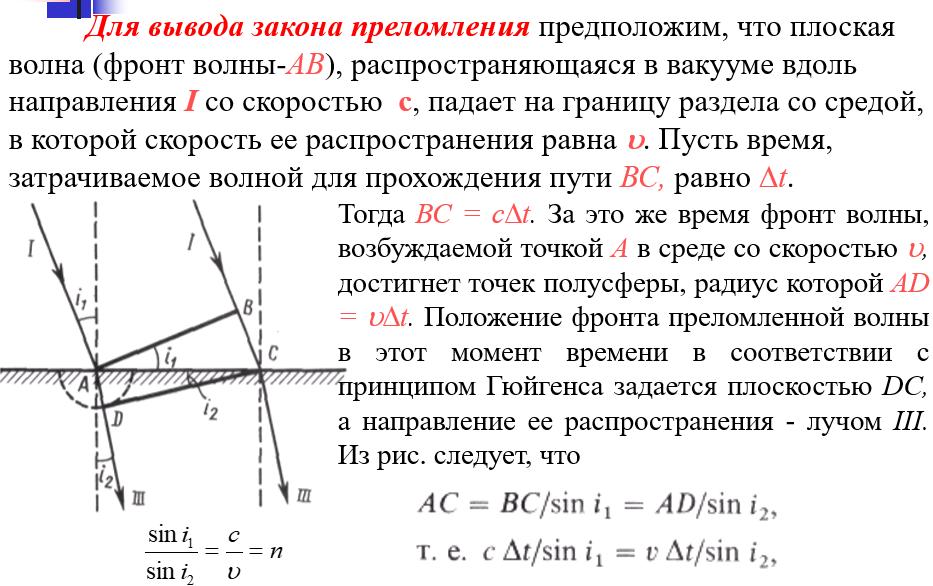 Для вывода закона преломления предположим, что плоская
волна (фронт волны-AB), распространяющаяся в вакууме вдоль
направления I со скоростью с, падает на границу раздела со средой,
в которой скорость ее распространения равна υ. Пусть время,
затрачиваемое волной для прохождения пути BC, равно Δt.
Тогда BC = cΔt. За это же время фронт волны,
возбуждаемой точкой А в среде со скоростью υ,
достигнет точек полусферы, радиус которой AD
= υΔt. Положение фронта преломленной волны
в этот момент времени в соответствии с
принципом Гюйгенса задается плоскостью DC,
а направление ее распространения - лучом III.
Из рис. следует, что
AC = BC/sin i₁ = AD/sin i₂,
т. е. c Δt/sin i₁ = v Δt/sin i₂,
I
I
i₁
B
i₁
C
A
D
i₂
i₂
III
III
sin i₁ / sin i₂ = c / υ = n